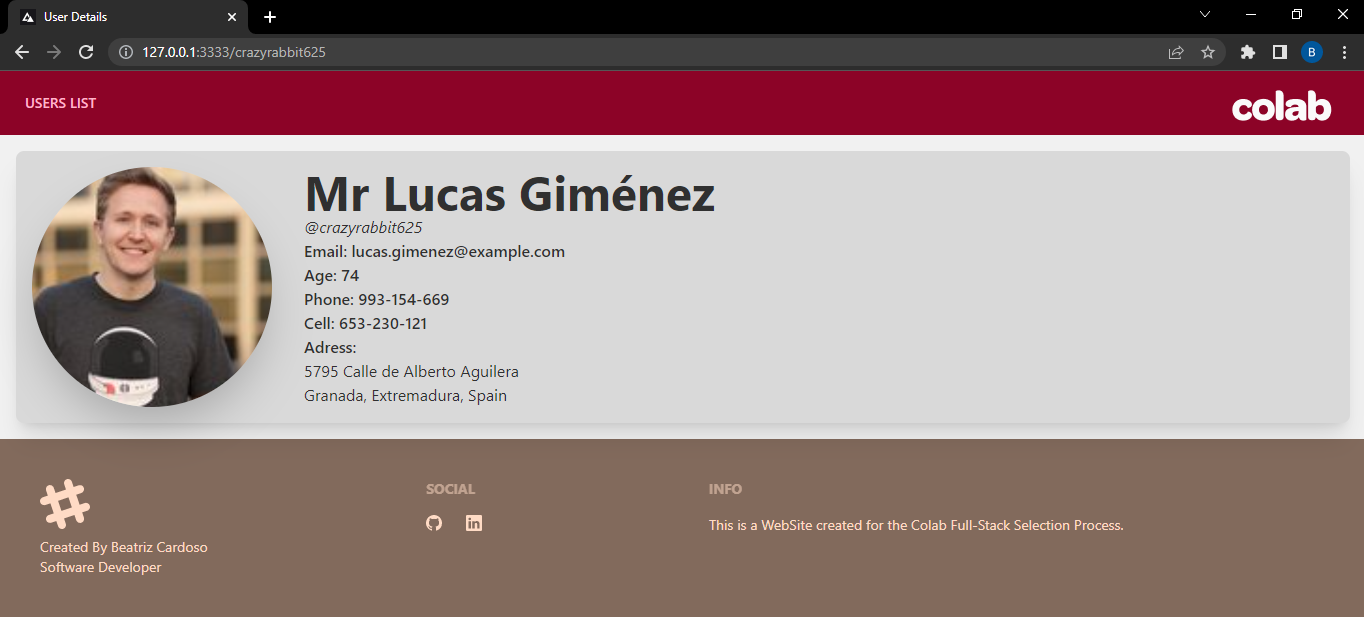 User Details
127.0.0.1:3333/crazyrabbit625
B
USERS LIST
colab
Mr Lucas Giménez
@crazyrabbit625
Email: lucas.gimenez@example.com
Age: 74
Phone: 993-154-669
Cell: 653-230-121
Adress:
5795 Calle de Alberto Aguilera
Granada, Extremadura, Spain
SOCIAL
INFO
in
This is a WebSite created for the Colab Full-Stack Selection Process.
Created By Beatriz Cardoso
Software Developer